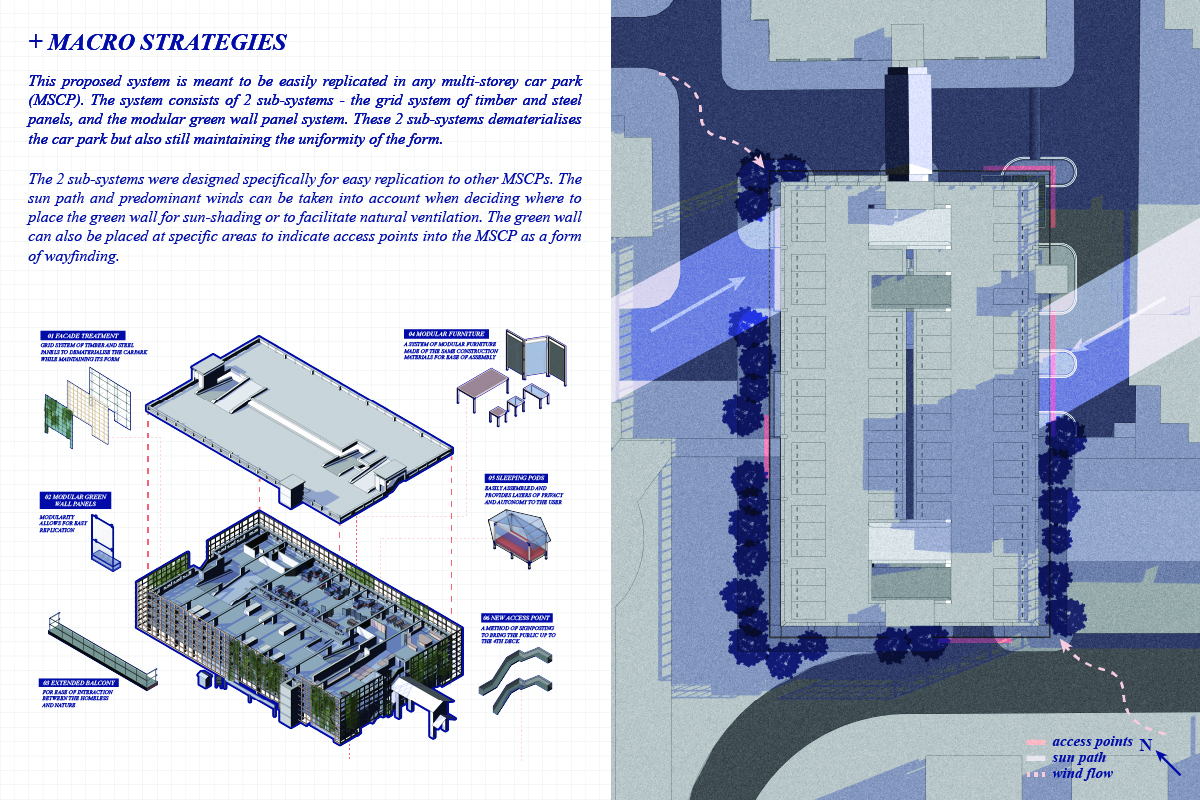 + MACRO STRATEGIES
This proposed system is meant to be easily replicated in any multi-storey car park
(MSCP). The system consists of 2 sub-systems - the grid system of timber and steel
panels, and the modular green wall panel system. These 2 sub-systems dematerialises
the car park but also still maintaining the uniformity of the form.
The 2 sub-systems were designed specifically for easy replication to other MSCPs. The
sun path and predominant winds can be taken into account when deciding where to
place the green wall for sun-shading or to facilitate natural ventilation. The green wall
can also be placed at specific areas to indicate access points into the MSCP as a form
of wayfinding.
01 FACADE TREATMENT
GRID SYSTEM OF TIMBER AND STEEL
PANELS TO DEMATERIALISE THE CARPARK
WHILE MAINTAINING ITS FORM
04 MODULAR FURNITURE
A SYSTEM OF MODULAR FURNITURE
MADE OF THE SAME CONSTRUCTION
MATERIALS FOR EASE OF ASSEMBLY
02 MODULAR GREEN
WALL PANELS
MODULARITY
ALLOWS FOR EASY
REPLICATION
05 SLEEPING PODS
EASILY ASSEMBLED AND
PROVIDES LAYERS OF PRIVACY
AND AUTONOMY TO THE USER
03 EXTENDED BALCONY
FOR EASE OF INTERACTION
BETWEEN THE HOMELESS
AND NATURE
06 NEW ACCESS POINT
A METHOD OF SIGNPOSTING
TO BRING THE PUBLIC UP TO
THE 4TH DECK
access points
sun path
wind flow
N